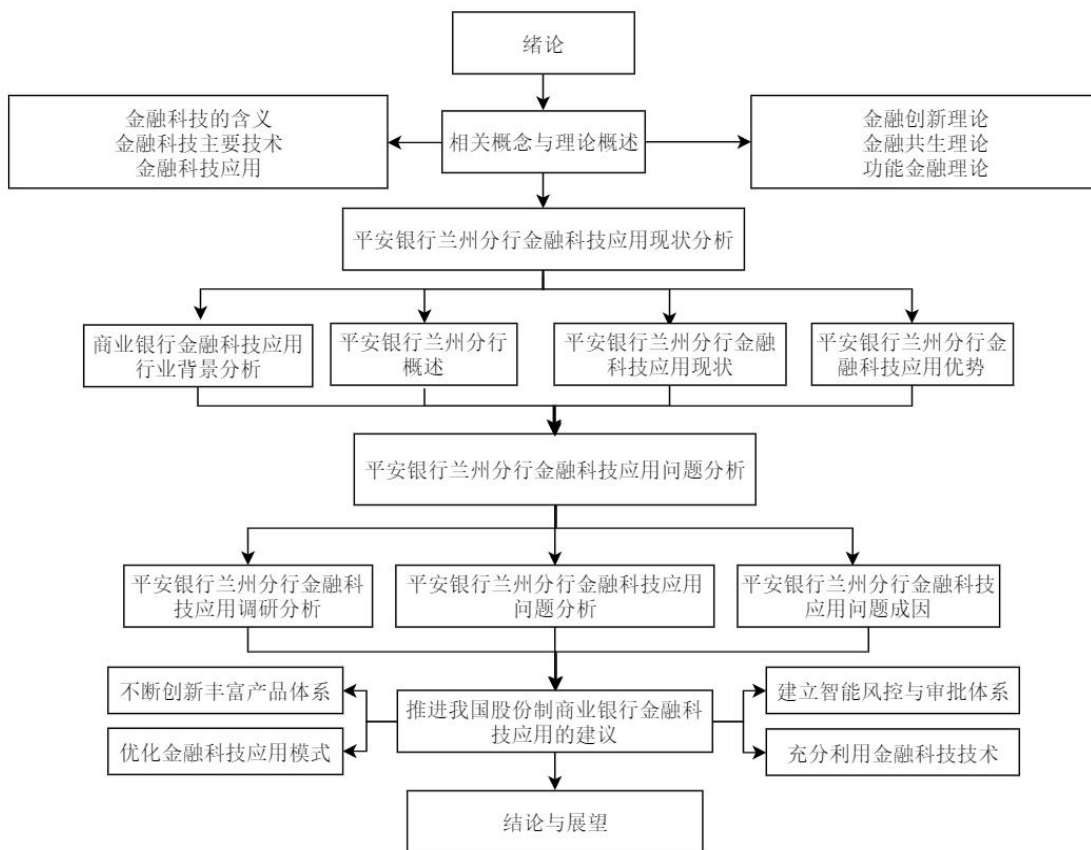 绪论
金融科技的含义
金融科技主要技术
金融科技应用
相关概念与理论概述
金融创新理论
金融共生理论
功能金融理论
平安银行兰州分行金融科技应用现状分析
商业银行金融科技应用
行业背景分析
平安银行兰州分行
概述
平安银行兰州分行金融
科技应用现状
平安银行兰州分行金
融科技应用优势
平安银行兰州分行金融科技应用问题分析
平安银行兰州分行金融科
技应用调研分析
平安银行兰州分行金融科技应用
问题分析
平安银行兰州分行金融科技
应用问题成因
不断创新丰富产品体系
优化金融科技应用模式
推进我国股份制商业银行金融科
技应用的建议
建立智能风控与审批体系
充分利用金融科技技术
结论与展望